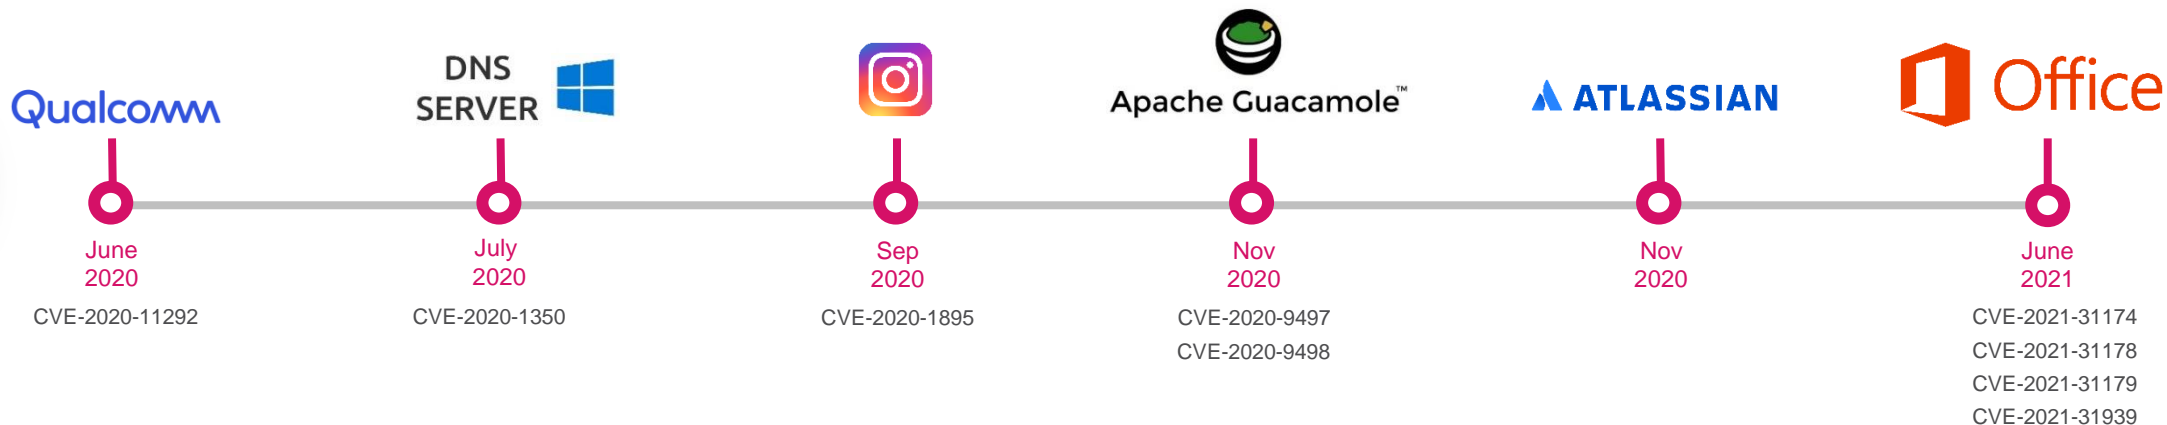 Qualcomm
DNS
SERVER
Apache Guacamole™
ATLASSIAN
Office
June
2020
CVE-2020-11292
July
2020
CVE-2020-1350
Sep
2020
CVE-2020-1895
Nov
2020
CVE-2020-9497
CVE-2020-9498
Nov
2020
June
2021
CVE-2021-31174
CVE-2021-31178
CVE-2021-31179
CVE-2021-31939